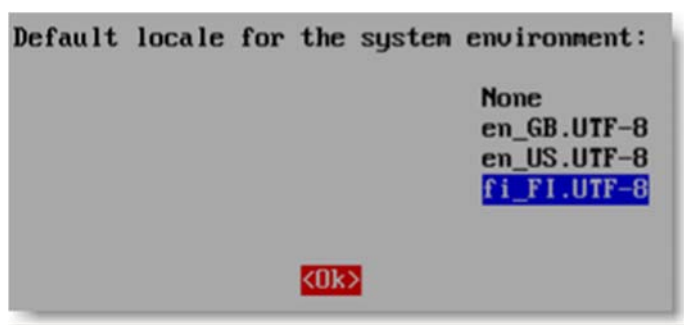 Default locale for the system environment:
None
en_GB.UTF-8
en_US.UTF-8
fi_FI.UTF-8
<Ok>